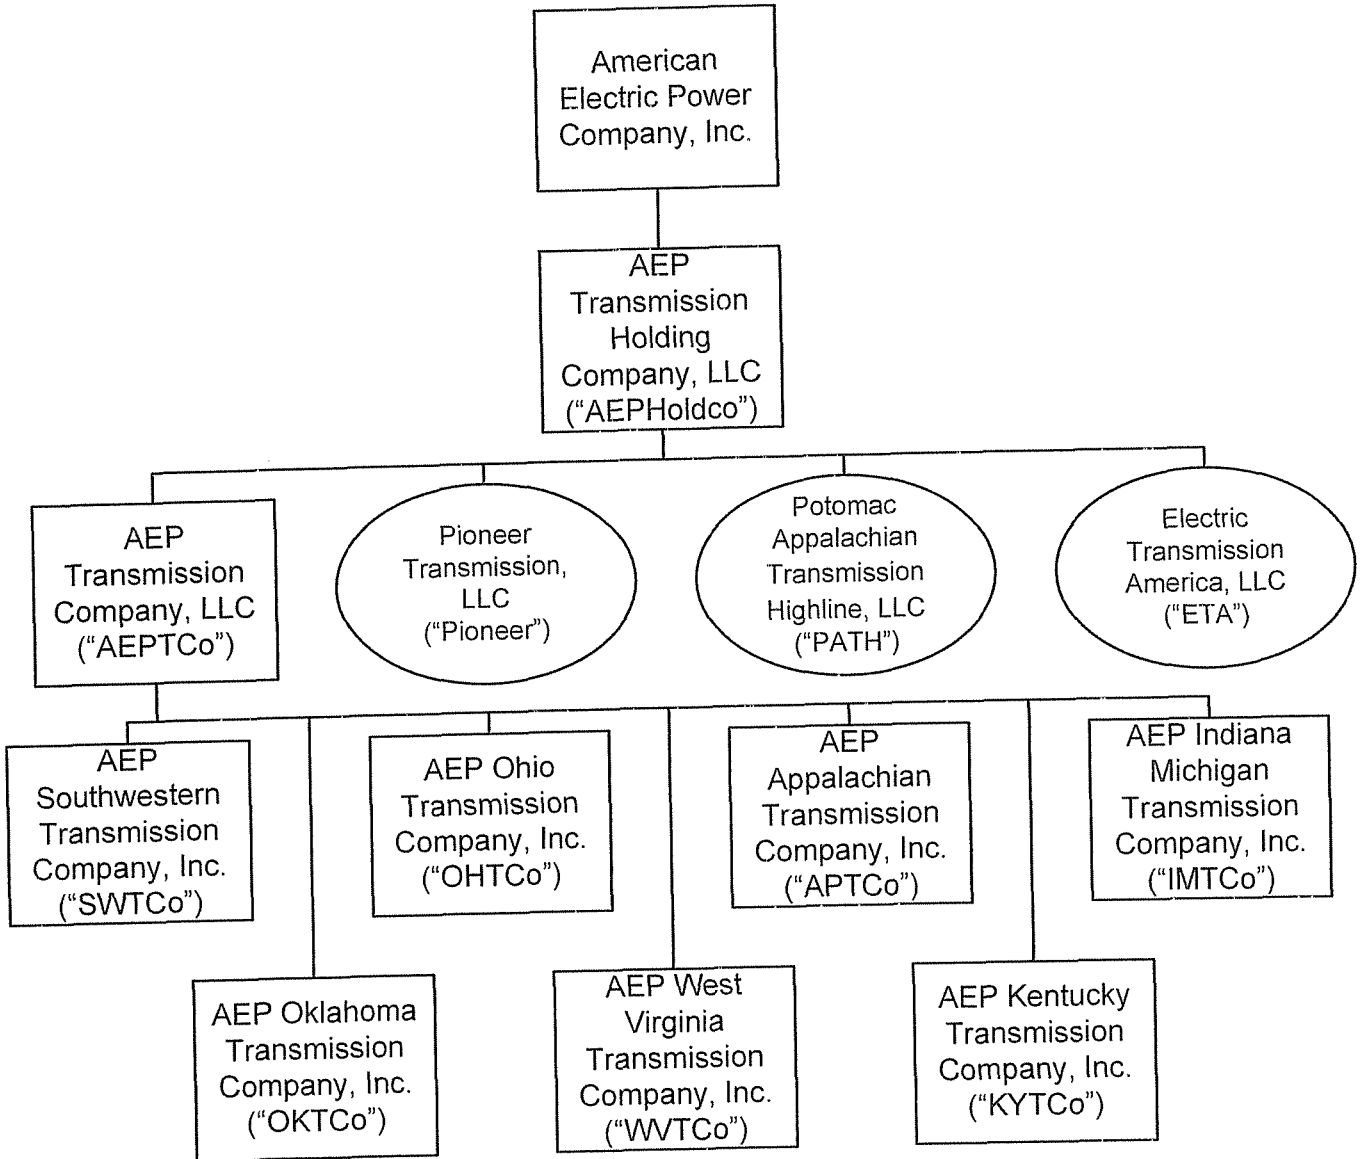 American
Electric Power
Company, Inc.
AEP
Transmission
Holding
Company, LLC
(“AEPHoldco”)
AEP
Transmission
Company, LLC
(“AEPTCo”)
Pioneer
Transmission,
LLC
(“Pioneer”)
Potomac
Appalachian
Transmission
Highline, LLC
(“PATH”)
Electric
Transmission
America, LLC
(“ETA”)
AEP
Southwestern
Transmission
Company, Inc.
(“SWTCo”)
AEP Ohio
Transmission
Company, Inc.
(“OHTCo”)
AEP
Appalachian
Transmission
Company, Inc.
(“APTCo”)
AEP Indiana
Michigan
Transmission
Company, Inc.
(“IMTCo”)
AEP Oklahoma
Transmission
Company, Inc.
(“OKTCo”)
AEP West
Virginia
Transmission
Company, Inc.
(“WVTCo”)
AEP Kentucky
Transmission
Company, Inc.
(“KYTCo”)